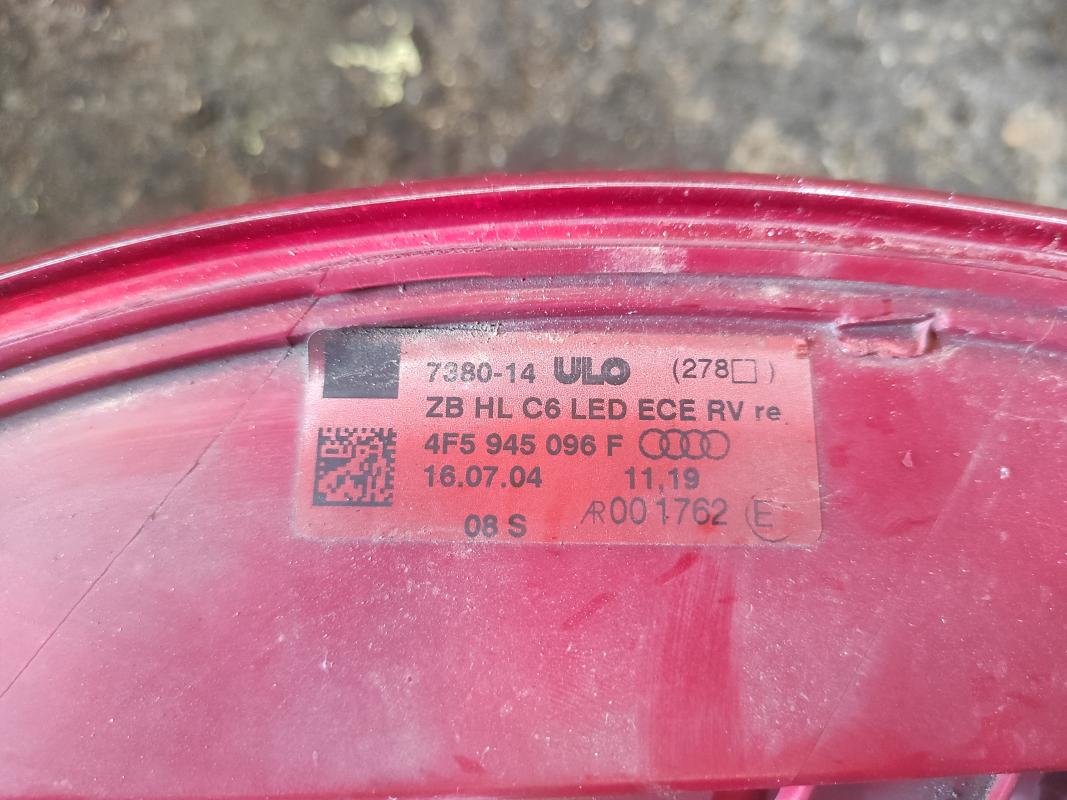 7380-14 ULO (278□)
ZB HL C6 LED ECE RV re
4F5 945 096 F
16.07.04 11,19
08 S AR001762 E